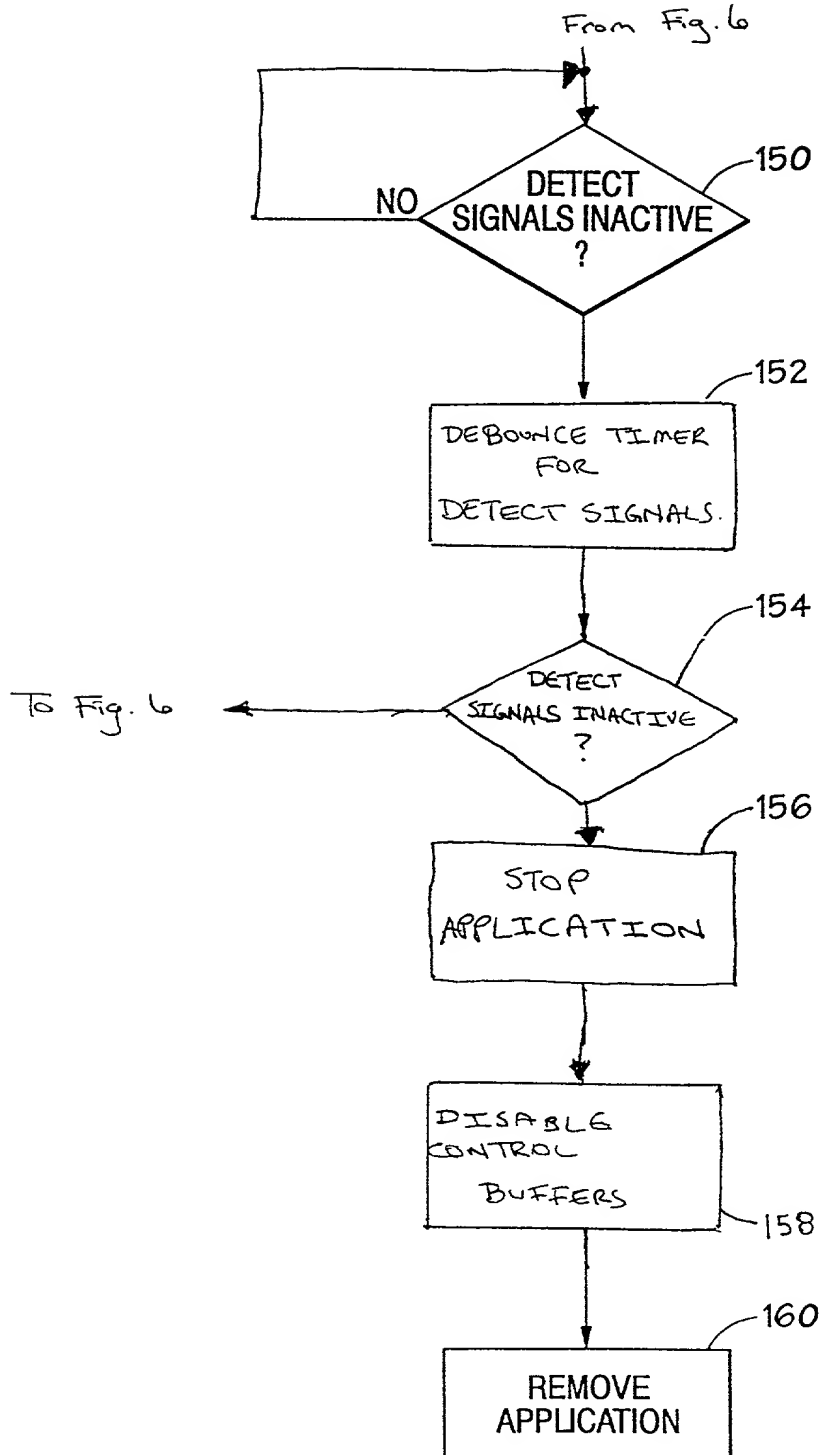 From Fig. 6
150
DETECT
NO
SIGNALS INACTIVE
?
152
DEBOUNCE TIMER
FOR
DETECT SIGNALS.
154
DETECT
To Fig. 6
SIGNALS INACTIVE
?
156
STOP
APPLICATION
DISABLE
CONTROL
BUFFERS
158
160
REMOVE
APPLICATION